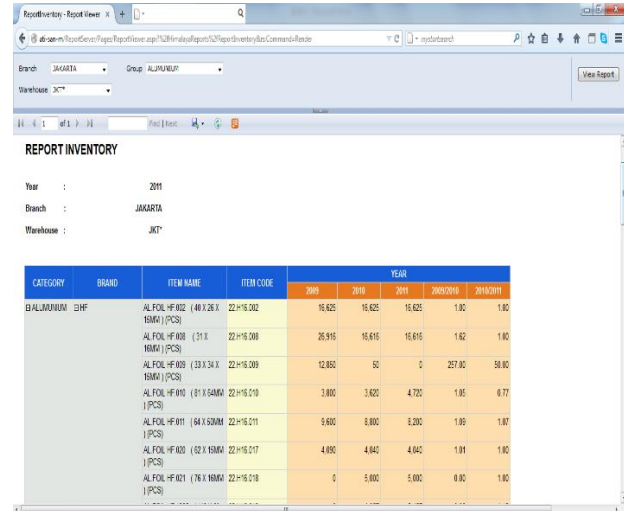 ReportInventory - Report Viewer
mystartsearch
Branch JAKARTA Group ALUMUNIUM View Report
Warehouse JKT*
1 of 1 Find | Next
REPORT INVENTORY
Year : 2011
Branch : JAKARTA
Warehouse : JKT*
CATEGORY BRAND ITEM NAME ITEM CODE YEAR
2009 2010 2011 2009/2010 2010/2011
ALUMUNIUM HF AL.FOIL HF.002 ( 40 X 26 X 22.H16.002 16,625 16,625 16,625 1.00 1.00
15MM ) (PCS)
AL.FOIL HF.008 ( 31 X 22.H16.008 26,916 16,616 16,616 1.62 1.00
16MM ) (PCS)
AL.FOIL HF.009 ( 33 X 34 X 22.H16.009 12,850 50 0 257.00 50.00
15MM ) (PCS)
AL.FOIL HF.010 ( 81 X 64MM 22.H16.010 3,800 3,620 4,720 1.05 0.77
) (PCS)
AL.FOIL HF.011 ( 64 X 50MM 22.H16.011 9,600 8,800 8,200 1.09 1.07
) (PCS)
AL.FOIL HF.020 ( 62 X 15MM 22.H16.017 4,090 4,040 4,040 1.01 1.00
) (PCS)
AL.FOIL HF.021 ( 76 X 16MM 22.H16.018 0 5,000 5,000 0.00 1.00
) (PCS)